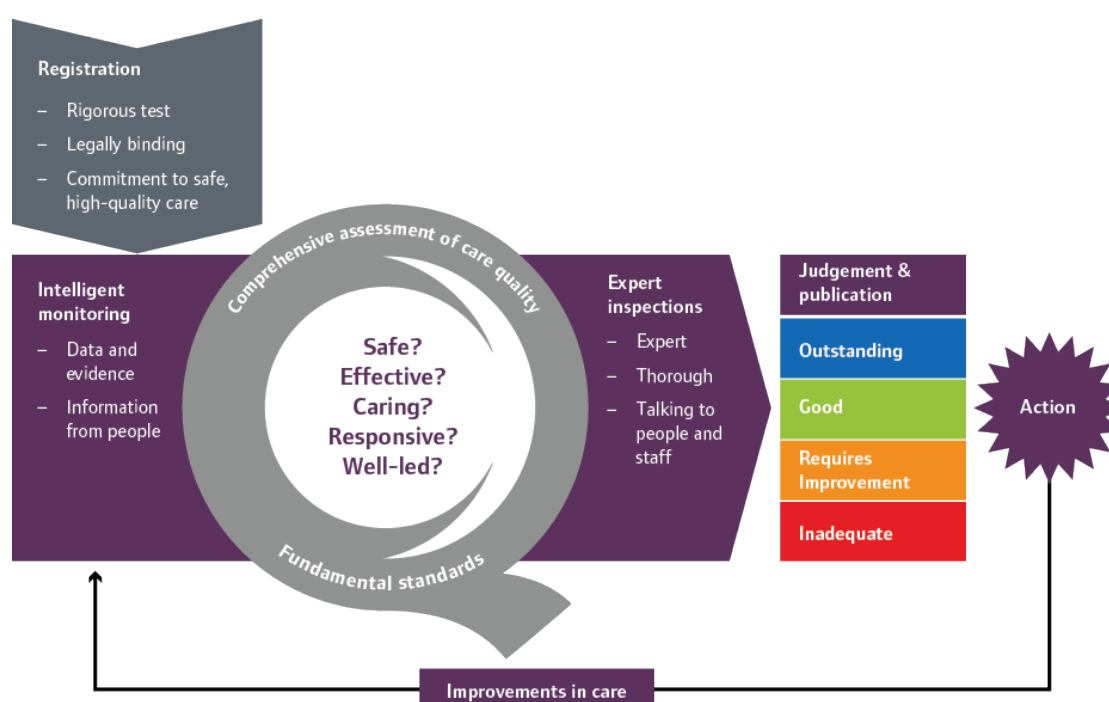 Registration
– Rigorous test
– Legally binding
– Commitment to safe,
high-quality care
Intelligent
monitoring
– Data and
evidence
– Information
from people
Comprehensive assessment of care quality
Safe?
Effective?
Caring?
Responsive?
Well-led?
Fundamental standards
Expert
inspections
– Expert
– Thorough
– Talking to
people and
staff
Judgement &
publication
Outstanding
Good
Requires
Improvement
Inadequate
Action
Improvements in care